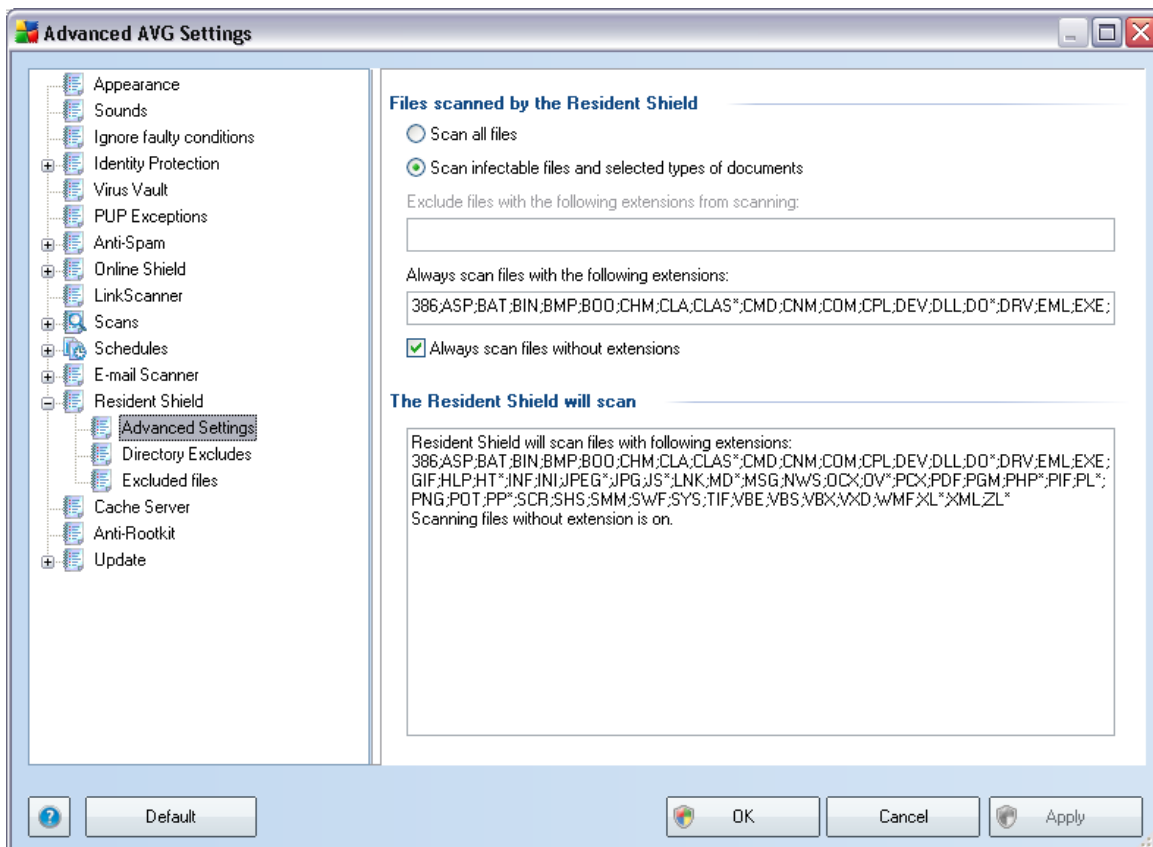 Advanced AVG Settings
Appearance
Sounds
Ignore faulty conditions
Identity Protection
Virus Vault
PUP Exceptions
Anti-Spam
Online Shield
LinkScanner
Scans
Schedules
E-mail Scanner
Resident Shield
Advanced Settings
Directory Excludes
Excluded files
Cache Server
Anti-Rootkit
Update
Files scanned by the Resident Shield
Scan all files
Scan infectable files and selected types of documents
Exclude files with the following extensions from scanning:
Always scan files with the following extensions:
386;ASP;BAT;BIN;BMP;BOO;CHM;CLA;CLAS*;CMD;CNM;COM;CPL;DEV;DLL;DO*;DRV;EML;EXE;
Always scan files without extensions
The Resident Shield will scan
Resident Shield will scan files with following extensions:
386;ASP;BAT;BIN;BMP;BOO;CHM;CLA;CLAS*;CMD;CNM;COM;CPL;DEV;DLL;DO*;DRV;EML;EXE;
GIF;HLP;HT*;INF;INI;JPEG*;JPG;JS*;LNK;MD*;MSG;NWS;OCX;OV*;PCX;PDF;PGM;PHP*;PIF;PL*;
PNG;POT;PP*;SCR;SHS;SMM;SWF;SYS;TIF;VBE;VBS;VBX;VXD;WMF;XL*;XML;ZL*
Scanning files without extension is on.
?
Default
OK
Cancel
Apply